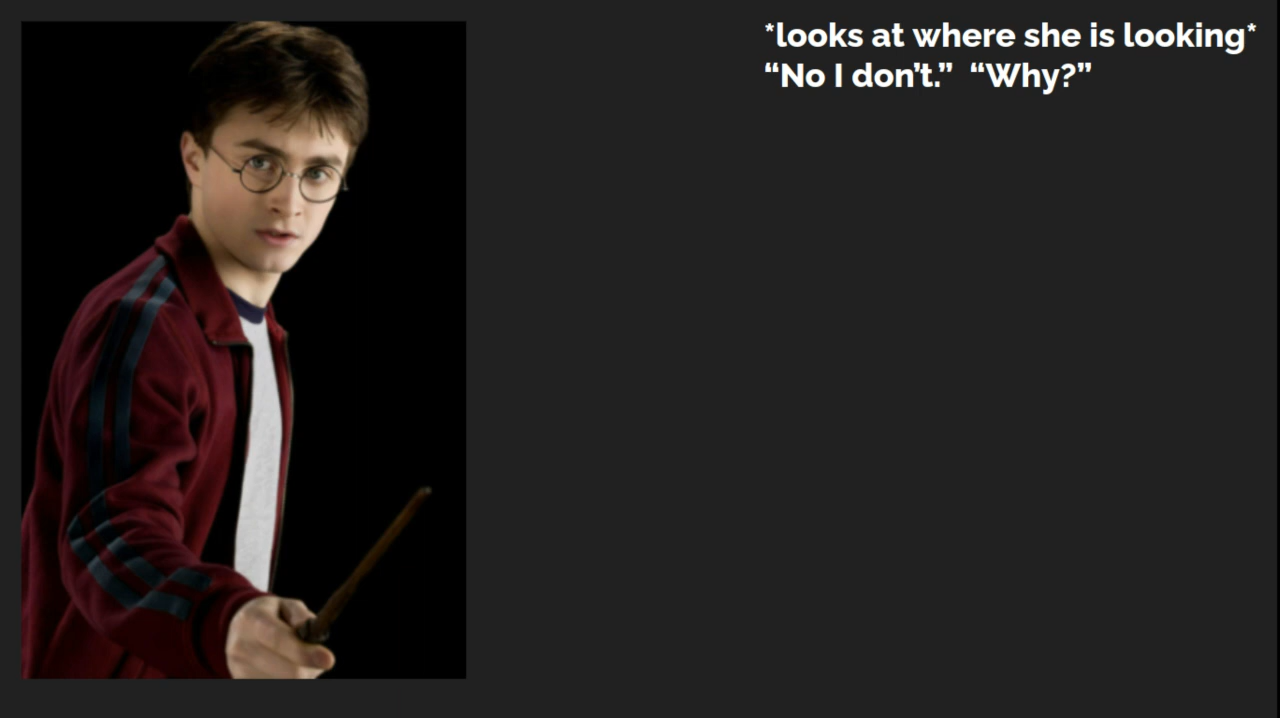 *looks at where she is looking*
“No I don’t.”  “Why?”